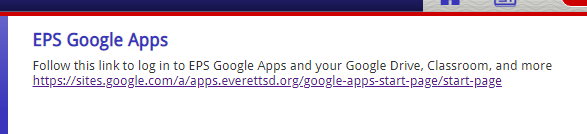 EPS Google Apps
Follow this link to log in to EPS Google Apps and your Google Drive, Classroom, and more
https://sites.google.com/a/apps.everettsd.org/google-apps-start-page/start-page